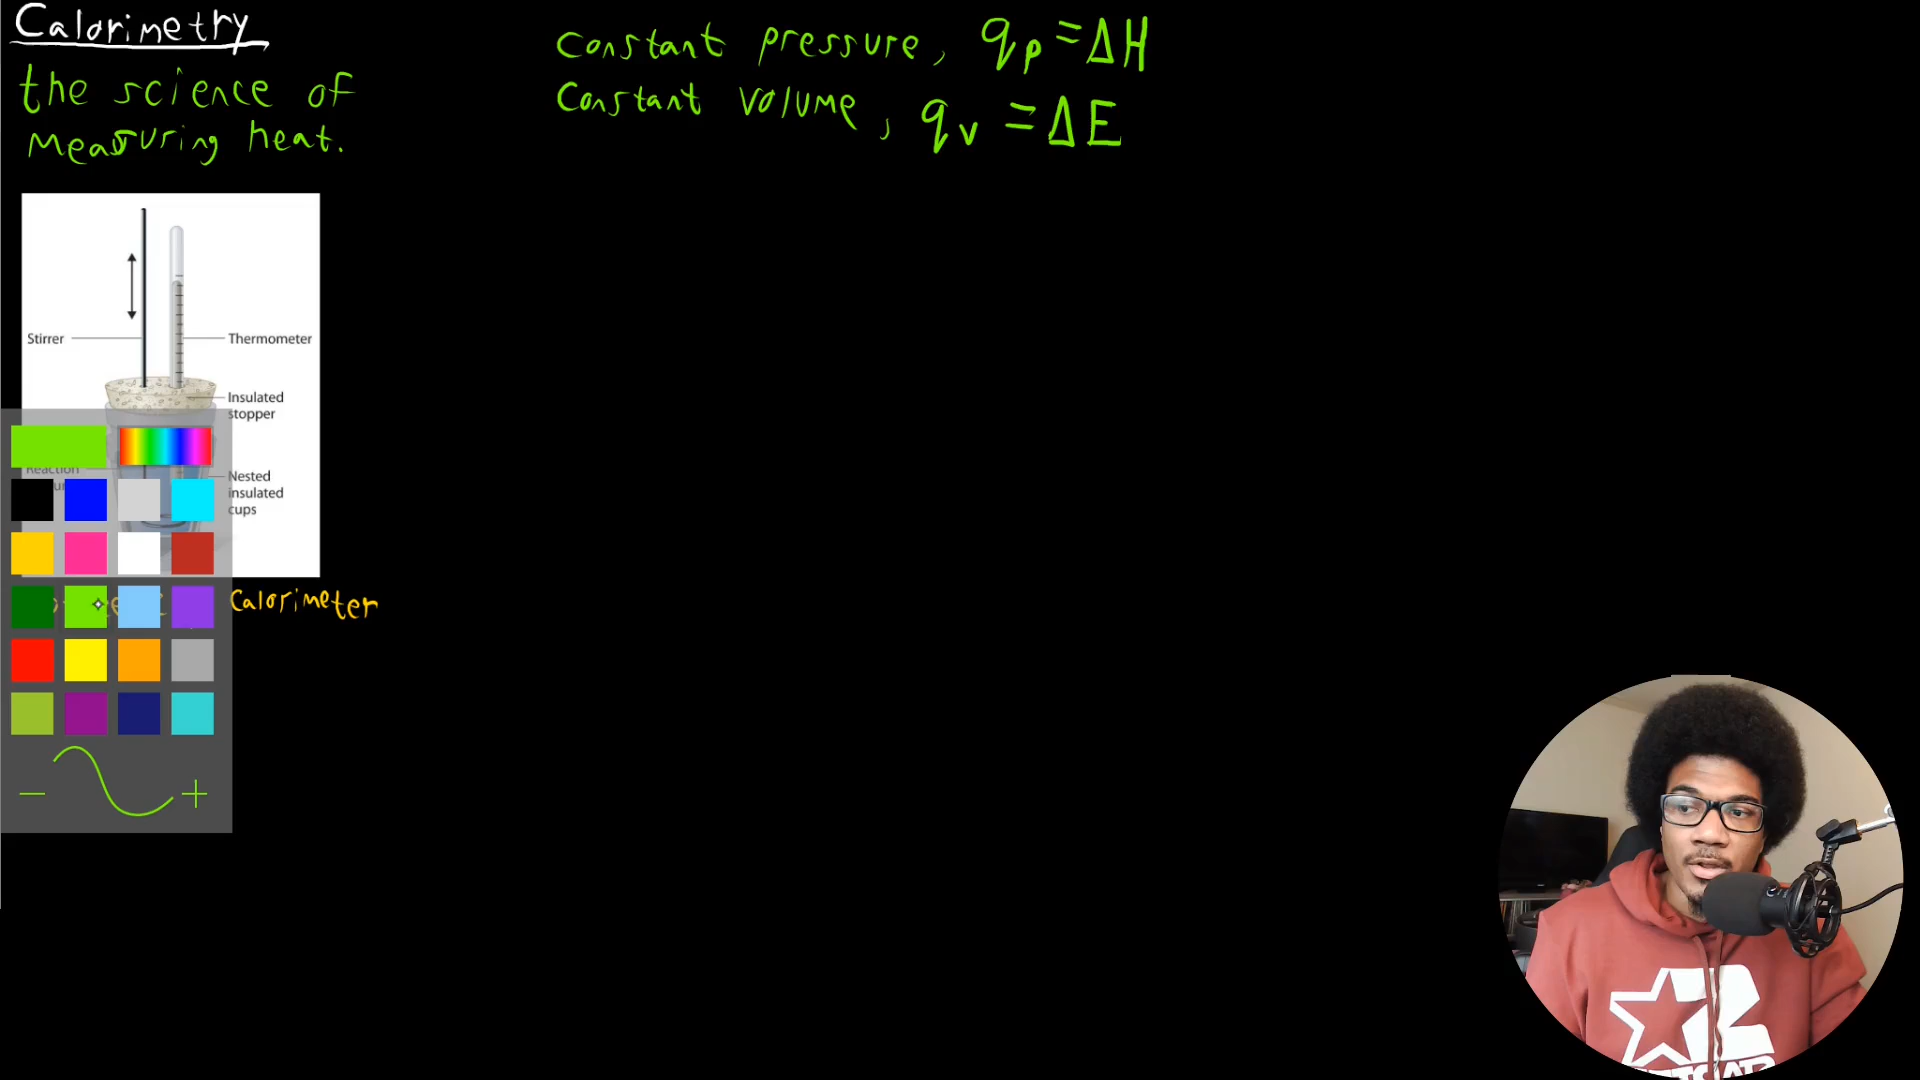 Calorimetry
the science of
measuring heat.
Constant pressure, qp = ΔH
Constant volume, qv = ΔE
Stirrer
Thermometer
Insulated
stopper
Reaction
Nested
insulated
cups
Calorimeter